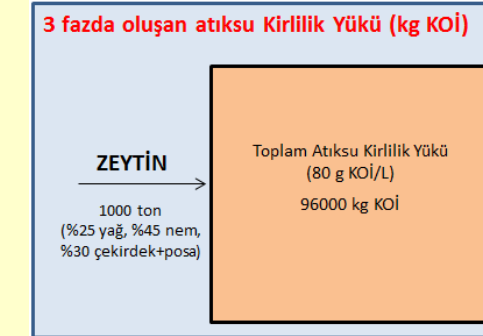 3 fazda oluşan atıksu Kirlilik Yükü (kg KOİ)
ZEYTİN
1000 ton
(%25 yağ, %45 nem,
%30 çekirdek+posa)
Toplam Atıksu Kirlilik Yükü
(80 g KOİ/L)
96000 kg KOİ